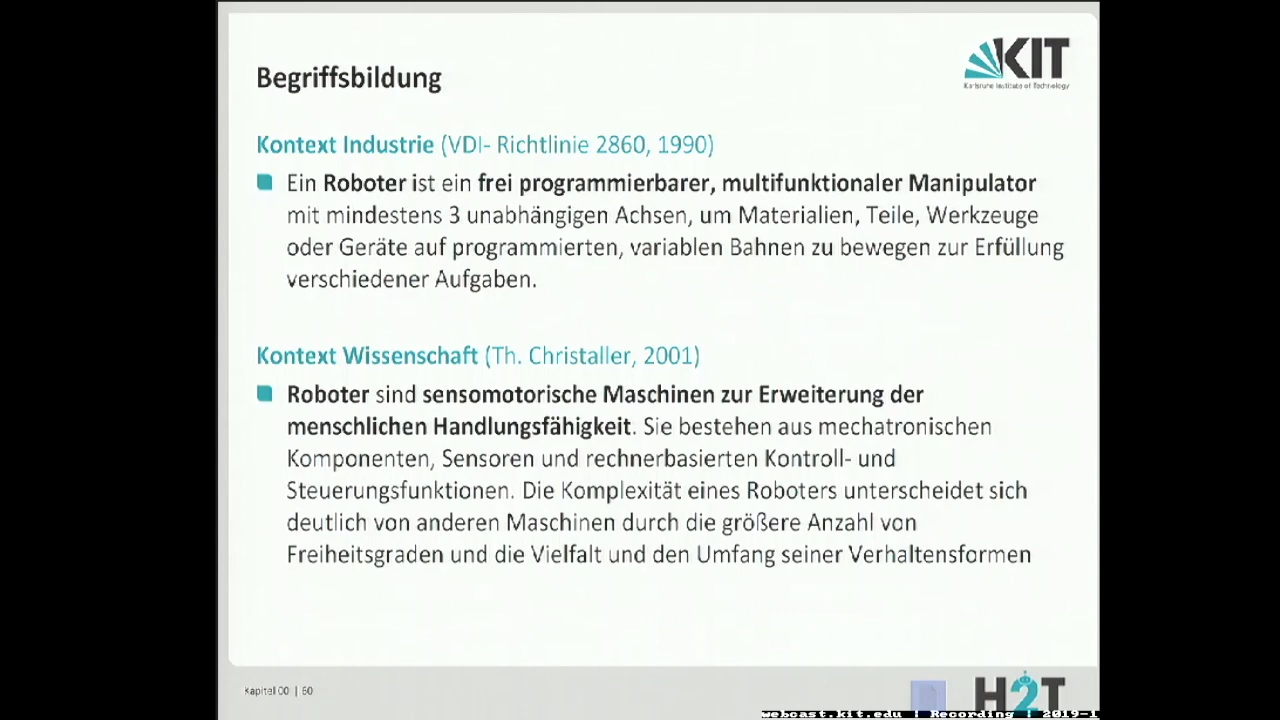 Begriffsbildung
KIT
Karlsruhe Institute of Technology
Kontext Industrie (VDI- Richtlinie 2860, 1990)
Ein Roboter ist ein frei programmierbarer, multifunktionaler Manipulator
mit mindestens 3 unabhängigen Achsen, um Materialien, Teile, Werkzeuge
oder Geräte auf programmierten, variablen Bahnen zu bewegen zur Erfüllung
verschiedener Aufgaben.
Kontext Wissenschaft (Th. Christaller, 2001)
Roboter sind sensomotorische Maschinen zur Erweiterung der
menschlichen Handlungsfähigkeit. Sie bestehen aus mechatronischen
Komponenten, Sensoren und rechnerbasierten Kontroll- und
Steuerungsfunktionen. Die Komplexität eines Roboters unterscheidet sich
deutlich von anderen Maschinen durch die größere Anzahl von
Freiheitsgraden und die Vielfalt und den Umfang seiner Verhaltensformen
Kapitel 00 | 60
H2T
webcast.kit.edu | Recording | 2019-1